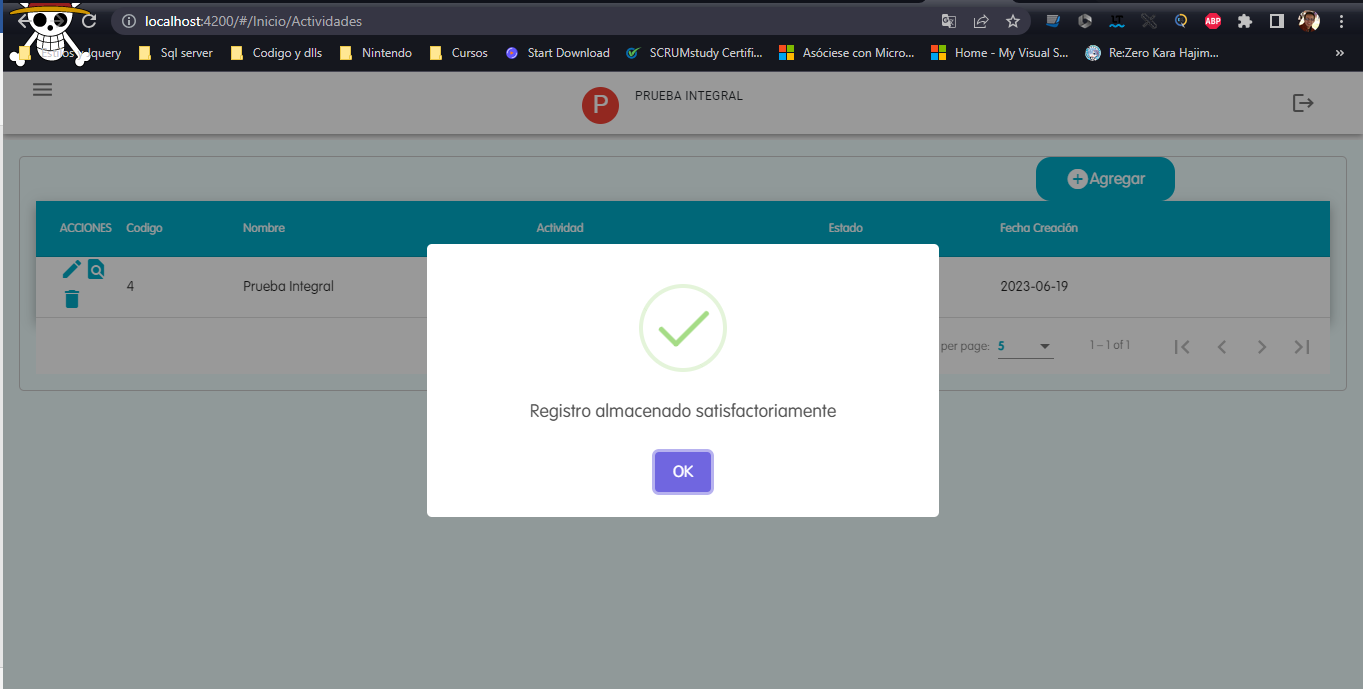 localhost:4200/#/Inicio/Actividades
ABP
Jquery
Sql server
Codigo y dlls
Nintendo
Cursos
Start Download
SCRUMstudy Certifi...
Asóciese con Micro...
Home - My Visual S...
Re:Zero Kara Hajim...
»
P
PRUEBA INTEGRAL
Agregar
ACCIONES Codigo Nombre Actividad Estado Fecha Creación
4 Prueba Integral 2023-06-19
per page: 5 1 – 1 of 1
Registro almacenado satisfactoriamente
OK